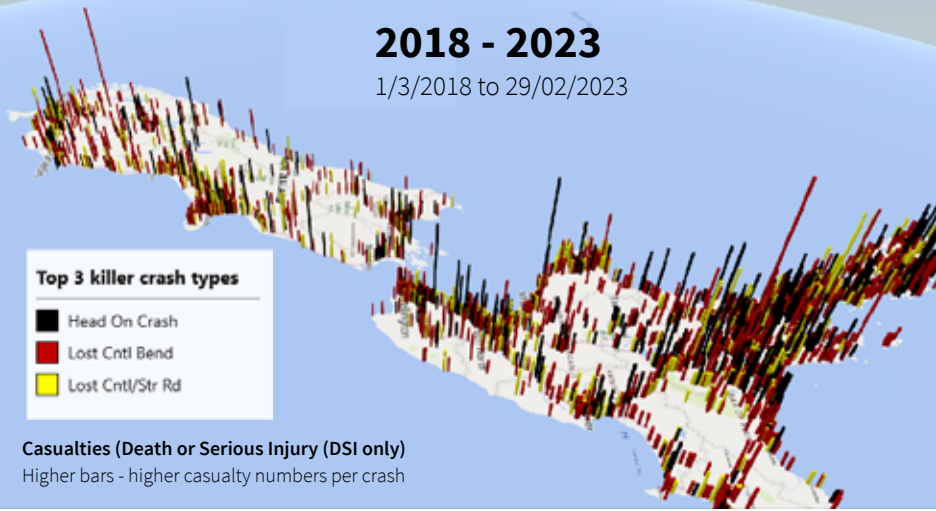 2018 - 2023
1/3/2018 to 29/02/2023
Top 3 killer crash types
Head On Crash
Lost Cntl Bend
Lost Cntl/Str Rd
Casualties (Death or Serious Injury (DSI only)
Higher bars - higher casualty numbers per crash